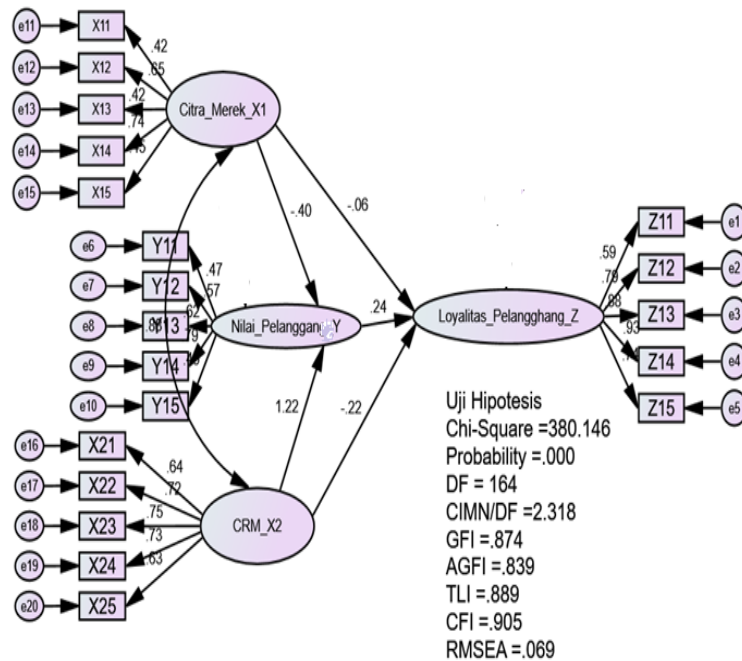 e11 X11
.42
e12 X12
.65
e13 X13
.42
Citra_Merek_X1
e14 X14
.74
e15 X15
-.40
-.06
e6 Y11
.47
e7 Y12
.57
e8
.62
Nilai_Pelanggang_Y
.24
Loyalitas_Pelangghang_Z
e9 Y14
e10 Y15
1.22
-.22
e16 X21
.64
e17 X22
.72
e18 X23
.75
CRM_X2
e19 X24
.73
e20 X25
.63
Z11 e1
.59
Z12 e2
Z13 e3
.88
Z14 e4
.93
Z15 e5
Uji Hipotesis
Chi-Square =380.146
Probability =.000
DF = 164
CIMN/DF =2.318
GFI =.874
AGFI =.839
TLI =.889
CFI =.905
RMSEA =.069